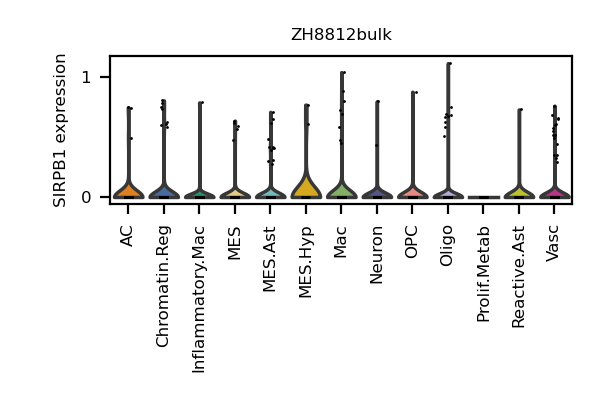 ZH8812bulk
SIRPB1 expression
1
0
AC
Chromatin.Reg
Inflammatory.Mac
MES
MES.Ast
MES.Hyp
Mac
Neuron
OPC
Oligo
Prolif.Metab
Reactive.Ast
Vasc